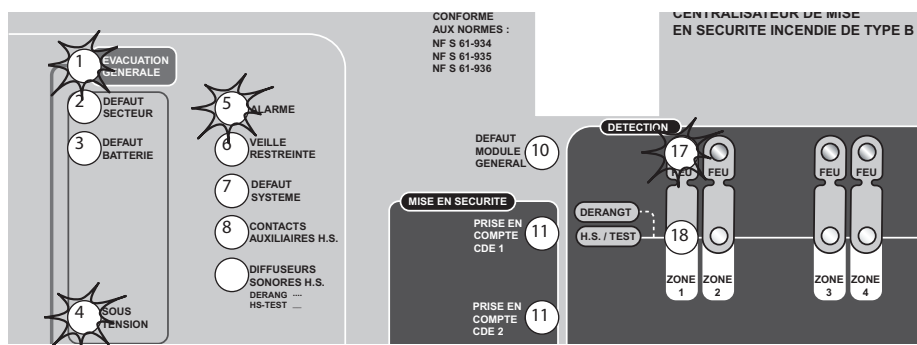 CONFORME
AUX NORMES :
NF S 61-934
NF S 61-935
NF S 61-936
CENTRALISATEUR DE MISE
EN SECURITE INCENDIE DE TYPE B
1
EVACUATION
GENERALE
2
DEFAUT
SECTEUR
3
DEFAUT
BATTERIE
4
SOUS
TENSION
5
ALARME
6
VEILLE
RESTREINTE
7
DEFAUT
SYSTEME
8
CONTACTS
AUXILIAIRES H.S.
DIFFUSEURS
SONORES H.S.
DERANG ....
HS-TEST __
DEFAUT
MODULE
GENERAL
10
MISE EN SECURITE
PRISE EN
COMPTE
CDE 1
11
PRISE EN
COMPTE
CDE 2
11
DETECTION
17
FEU
FEU
FEU
FEU
DERANGT
H.S. / TEST
18
ZONE
1
ZONE
2
ZONE
3
ZONE
4